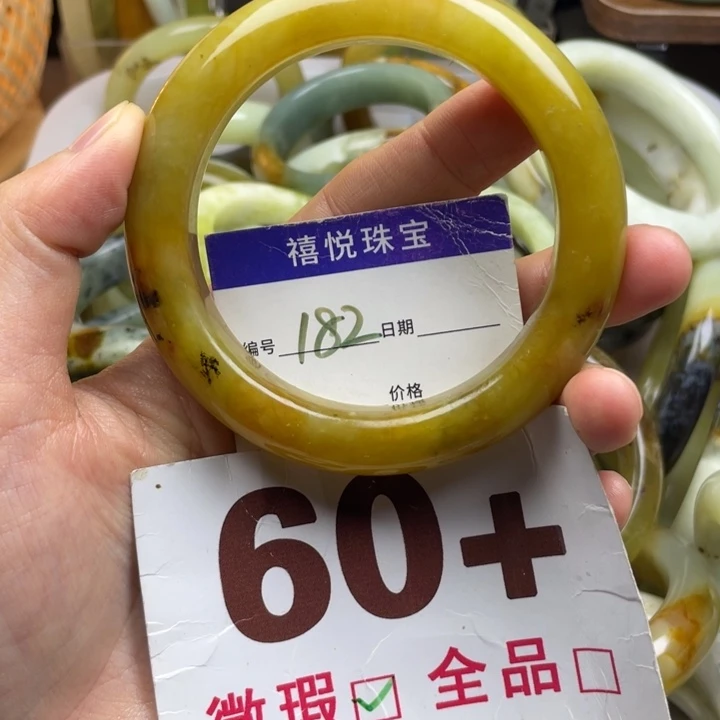 禧悦珠宝
编号 182 日期
价格
60+
微瑕 ☑ 全品 □